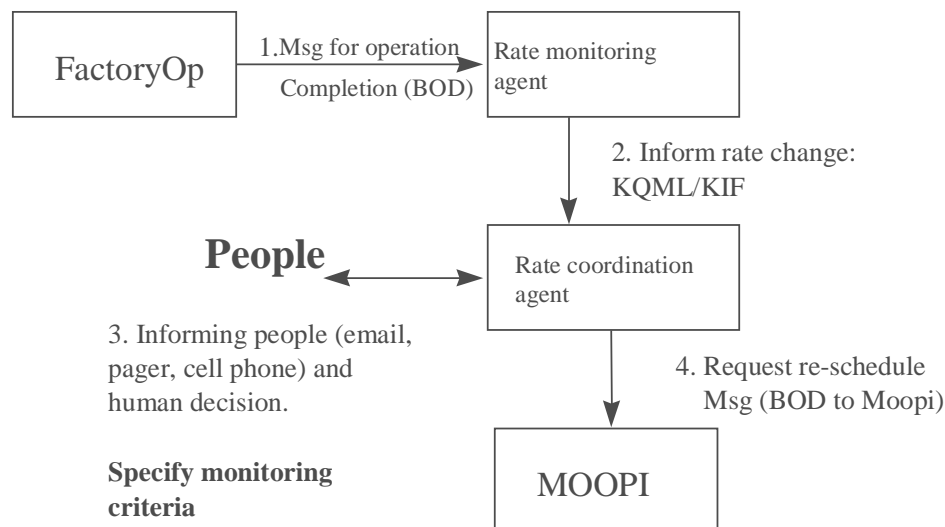 FactoryOp
1.Msg for operation
Completion (BOD)
Rate monitoring
agent
2. Inform rate change:
KQML/KIF
People
Rate coordination
agent
3. Informing people (email,
pager, cell phone) and
human decision.
4. Request re-schedule
Msg (BOD to Moopi)
Specify monitoring
criteria
MOOPI